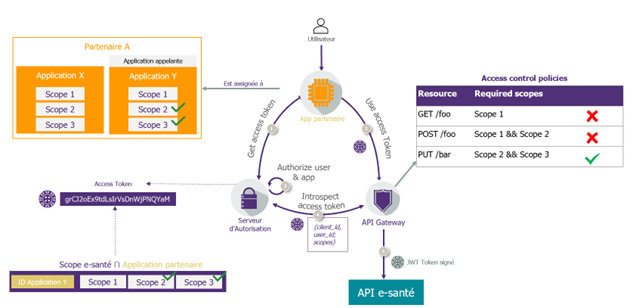 Utilisateur
Partenaire A
Application appelante
Application X
Scope 1
Scope 2
Scope 3
Application Y
Scope 1
Scope 2
Scope 3
Est assignée à
App partenaire
Get access token
Use access Token
Access control policies
Resource Required scopes
GET /foo Scope 1
POST /foo Scope 1 && Scope 2
PUT /bar Scope 2 && Scope 3
Authorize user
& app
Introspect
access token
{client_id,
user_id,
scopes}
Access Token
grCJ2oEx9tdLsIrVsDnWjPNQYaM
Serveur
d'Autorisation
API Gateway
JWT Token signé
API e-santé
Scope e-santé ∩ Application partenaire
ID Application Y Scope 1 Scope 2 Scope 3